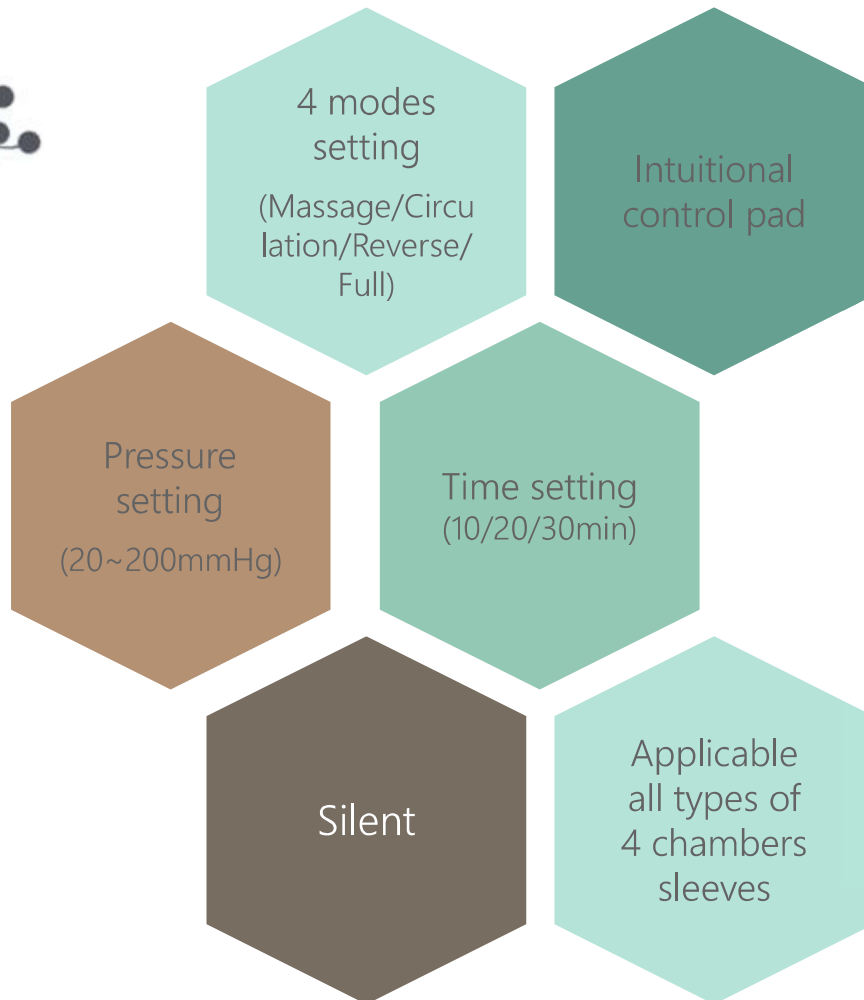 4 modes
setting
(Massage/Circu
lation/Reverse/
Full)
Intuitional
control pad
Pressure
setting
(20~200mmHg)
Time setting
(10/20/30min)
Silent
Applicable
all types of
4 chambers
sleeves